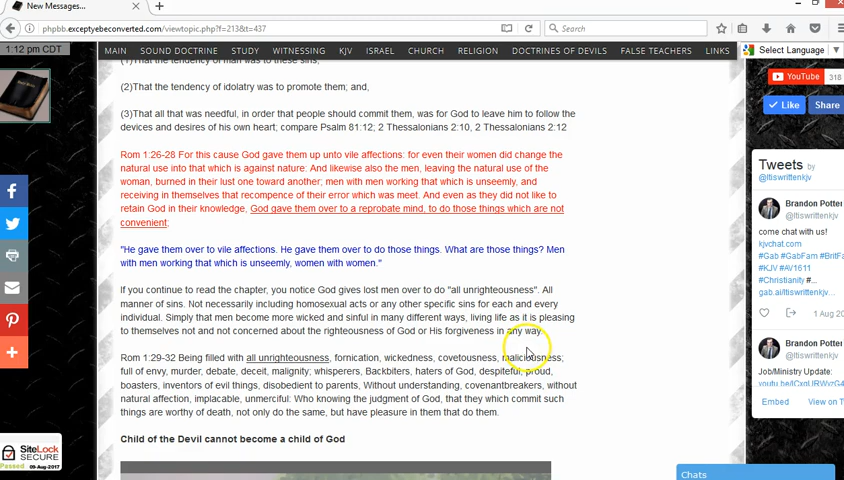 New Messages...
phpbb.exceptyebeconverted.com/viewtopic.php?f=213&t=437
Search
1:12 pm CDT
MAIN SOUND DOCTRINE STUDY WITNESSING KJV ISRAEL CHURCH RELIGION DOCTRINES OF DEVILS FALSE TEACHERS LINKS
Select Language
(1)That the tendency of man was to these sins;
(2)That the tendency of idolatry was to promote them; and,
(3)That all that was needful, in order that people should commit them, was for God to leave him to follow the
devices and desires of his own heart; compare Psalm 81:12; 2 Thessalonians 2:10, 2 Thessalonians 2:12
Rom 1:26-28 For this cause God gave them up unto vile affections: for even their women did change the
natural use into that which is against nature: And likewise also the men, leaving the natural use of the
woman, burned in their lust one toward another; men with men working that which is unseemly, and
receiving in themselves that recompence of their error which was meet. And even as they did not like to
retain God in their knowledge, God gave them over to a reprobate mind, to do those things which are not
convenient;
"He gave them over to vile affections. He gave them over to do those things. What are those things? Men
with men working that which is unseemly, women with women."
If you continue to read the chapter, you notice God gives lost men over to do "all unrighteousness". All
manner of sins. Not necessarily including homosexual acts or any other specific sins for each and every
individual. Simply that men become more wicked and sinful in many different ways, living life as it is pleasing
to themselves not and not concerned about the righteousness of God or His forgiveness in any way.
Rom 1:29-32 Being filled with all unrighteousness, fornication, wickedness, covetousness, maliciousness;
full of envy, murder, debate, deceit, malignity; whisperers, Backbiters, haters of God, despiteful, proud,
boasters, inventors of evil things, disobedient to parents, Without understanding, covenantbreakers, without
natural affection, implacable, unmerciful: Who knowing the judgment of God, that they which commit such
things are worthy of death, not only do the same, but have pleasure in them that do them.
Child of the Devil cannot become a child of God
YouTube 318
Like Share
Tweets by
@Itiswrittenkjv
Brandon Potter
@Itiswrittenkjv
come chat with us!
kjvchat.com
#Gab #GabFam #BritF
#KJV #AV1611
#Christianity #...
gab.ai/Itiswrittenkjv...
1 Aug 20
Brandon Potter
@Itiswrittenkjv
Job/Ministry Update:
Embed View on T
Chats
SiteLock
SECURE
Passed 09-Aug-2017